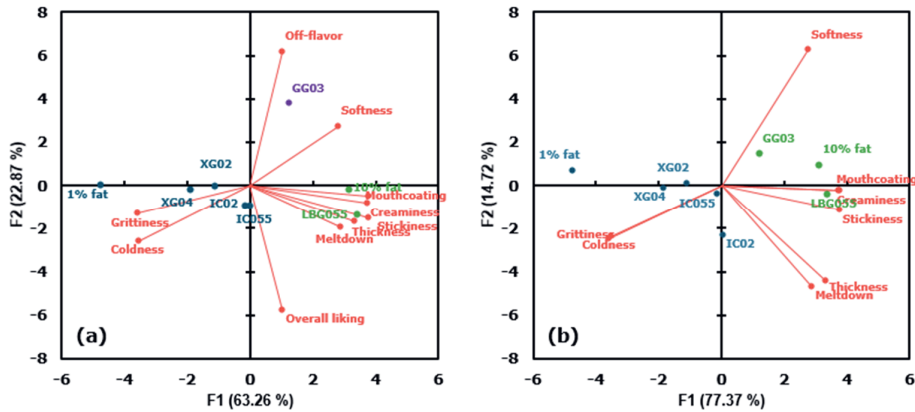 8
6
4
2
0
-2
-4
-6
-8
F2 (22.87 %)
Off-flavor
GG03
Softness
XG02
1% fat
XG04
IC02
IC055
10% fat
Mouthcoating
Creaminess
LBG055
Stickiness
Thickness
Meltdown
Grittiness
Coldness
Overall liking
(a)
-6 -4 -2 0 2 4 6
F1 (63.26 %)
8
6
4
2
0
-2
-4
-6
-8
F2 (14.72 %)
Softness
GG03
10% fat
1% fat
XG02
Mouthcoating
XG04
IC055
Creaminess
LBG055
Stickiness
Grittiness
Coldness
IC02
Thickness
Meltdown
(b)
-6 -4 -2 0 2 4 6
F1 (77.37 %)